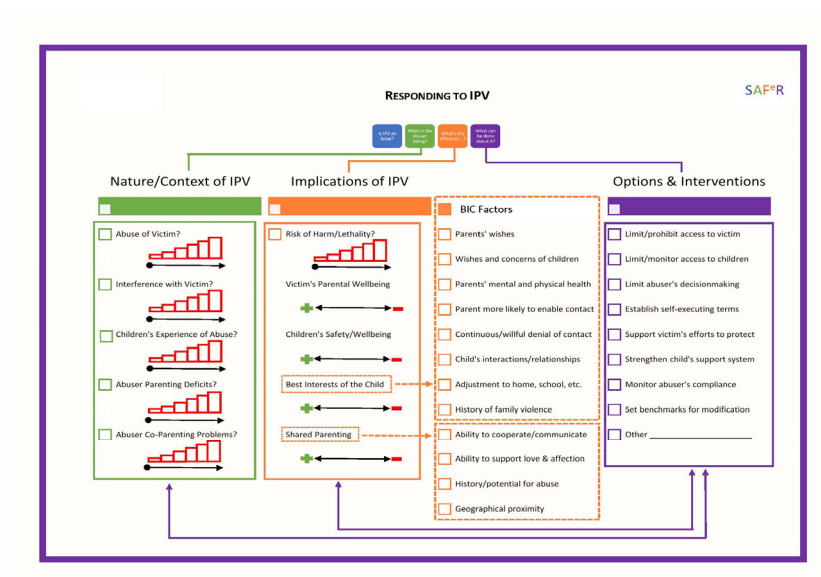 RESPONDING TO IPV
SAFeR
Is IPV an
issue?
What is the
abuser
doing?
What's the
effect on...?
What can
be done
about it?
Nature/Context of IPV
Implications of IPV
Options & Interventions
BIC Factors
Abuse of Victim?
Interference with Victim?
Children's Experience of Abuse?
Abuser Parenting Deficits?
Abuser Co-Parenting Problems?
Risk of Harm/Lethality?
Victim's Parental Wellbeing
Children's Safety/Wellbeing
Best Interests of the Child
Shared Parenting
Parents' wishes
Wishes and concerns of children
Parents' mental and physical health
Parent more likely to enable contact
Continuous/willful denial of contact
Child's interactions/relationships
Adjustment to home, school, etc.
History of family violence
Ability to cooperate/communicate
Ability to support love & affection
History/potential for abuse
Geographical proximity
Limit/prohibit access to victim
Limit/monitor access to children
Limit abuser's decisionmaking
Establish self-executing terms
Support victim's efforts to protect
Strengthen child's support system
Monitor abuser's compliance
Set benchmarks for modification
Other ______________________